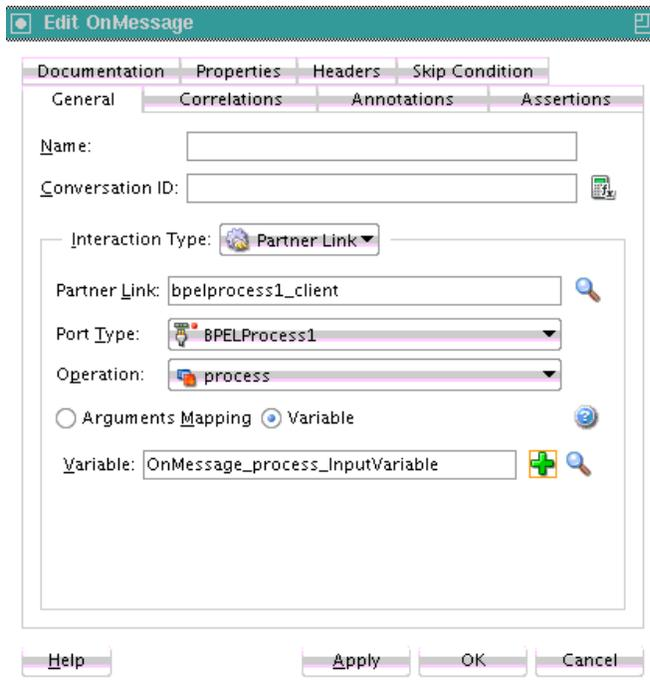 Edit OnMessage
Documentation Properties Headers Skip Condition
General Correlations Annotations Assertions
Name:
Conversation ID:
Interaction Type: Partner Link
Partner Link: bpelprocess1_client
Port Type: BPELProcess1
Operation: process
Arguments Mapping Variable
Variable: OnMessage_process_InputVariable
Help Apply OK Cancel